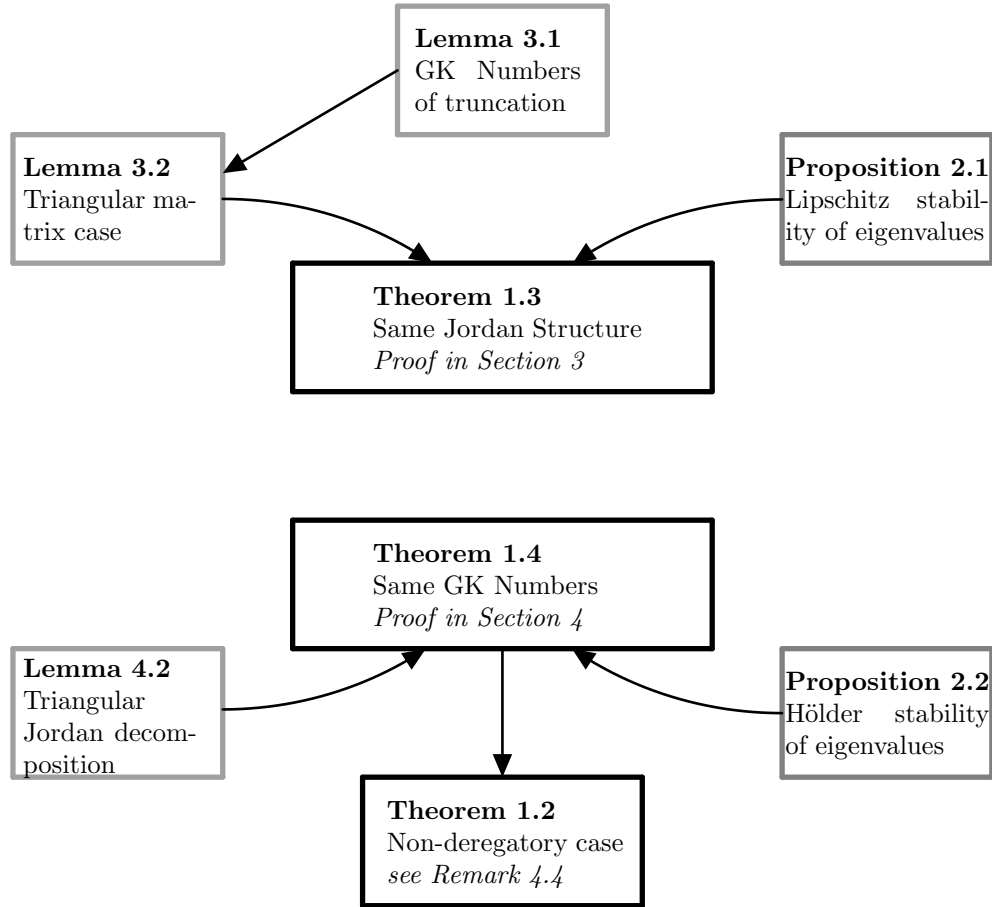 Lemma 3.1
GK Numbers
of truncation
Lemma 3.2
Triangular ma-
trix case
Proposition 2.1
Lipschitz stabil-
ity of eigenvalues
Theorem 1.3
Same Jordan Structure
Proof in Section 3
Theorem 1.4
Same GK Numbers
Proof in Section 4
Lemma 4.2
Triangular
Jordan decom-
position
Proposition 2.2
Hölder stability
of eigenvalues
Theorem 1.2
Non-deregatory case
see Remark 4.4